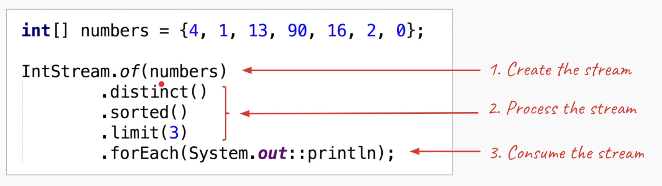 int[] numbers = {4, 1, 13, 90, 16, 2, 0};
IntStream.of(numbers)
1. Create the stream
.distinct()
.sorted()
2. Process the stream
.limit(3)
.forEach(System.out::println);
3. Consume the stream